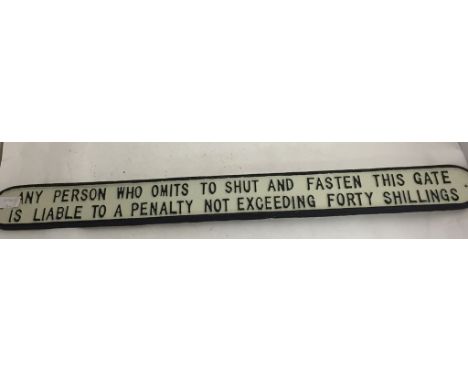 ANY PERSON WHO OMITS TO SHUT AND FASTEN THIS GATE
IS LIABLE TO A PENALTY NOT EXCEEDING FORTY SHILLINGS